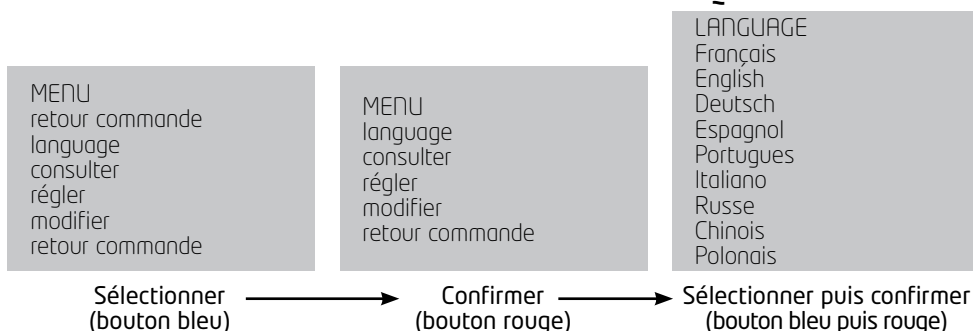 MENU
retour commande
language
consulter
régler
modifier
retour commande
Sélectionner
(bouton bleu)
MENU
language
consulter
régler
modifier
retour commande
Confirmer
(bouton rouge)
LANGUAGE
Français
English
Deutsch
Espagnol
Portugues
Italiano
Russe
Chinois
Polonais
Sélectionner puis confirmer
(bouton bleu puis rouge)